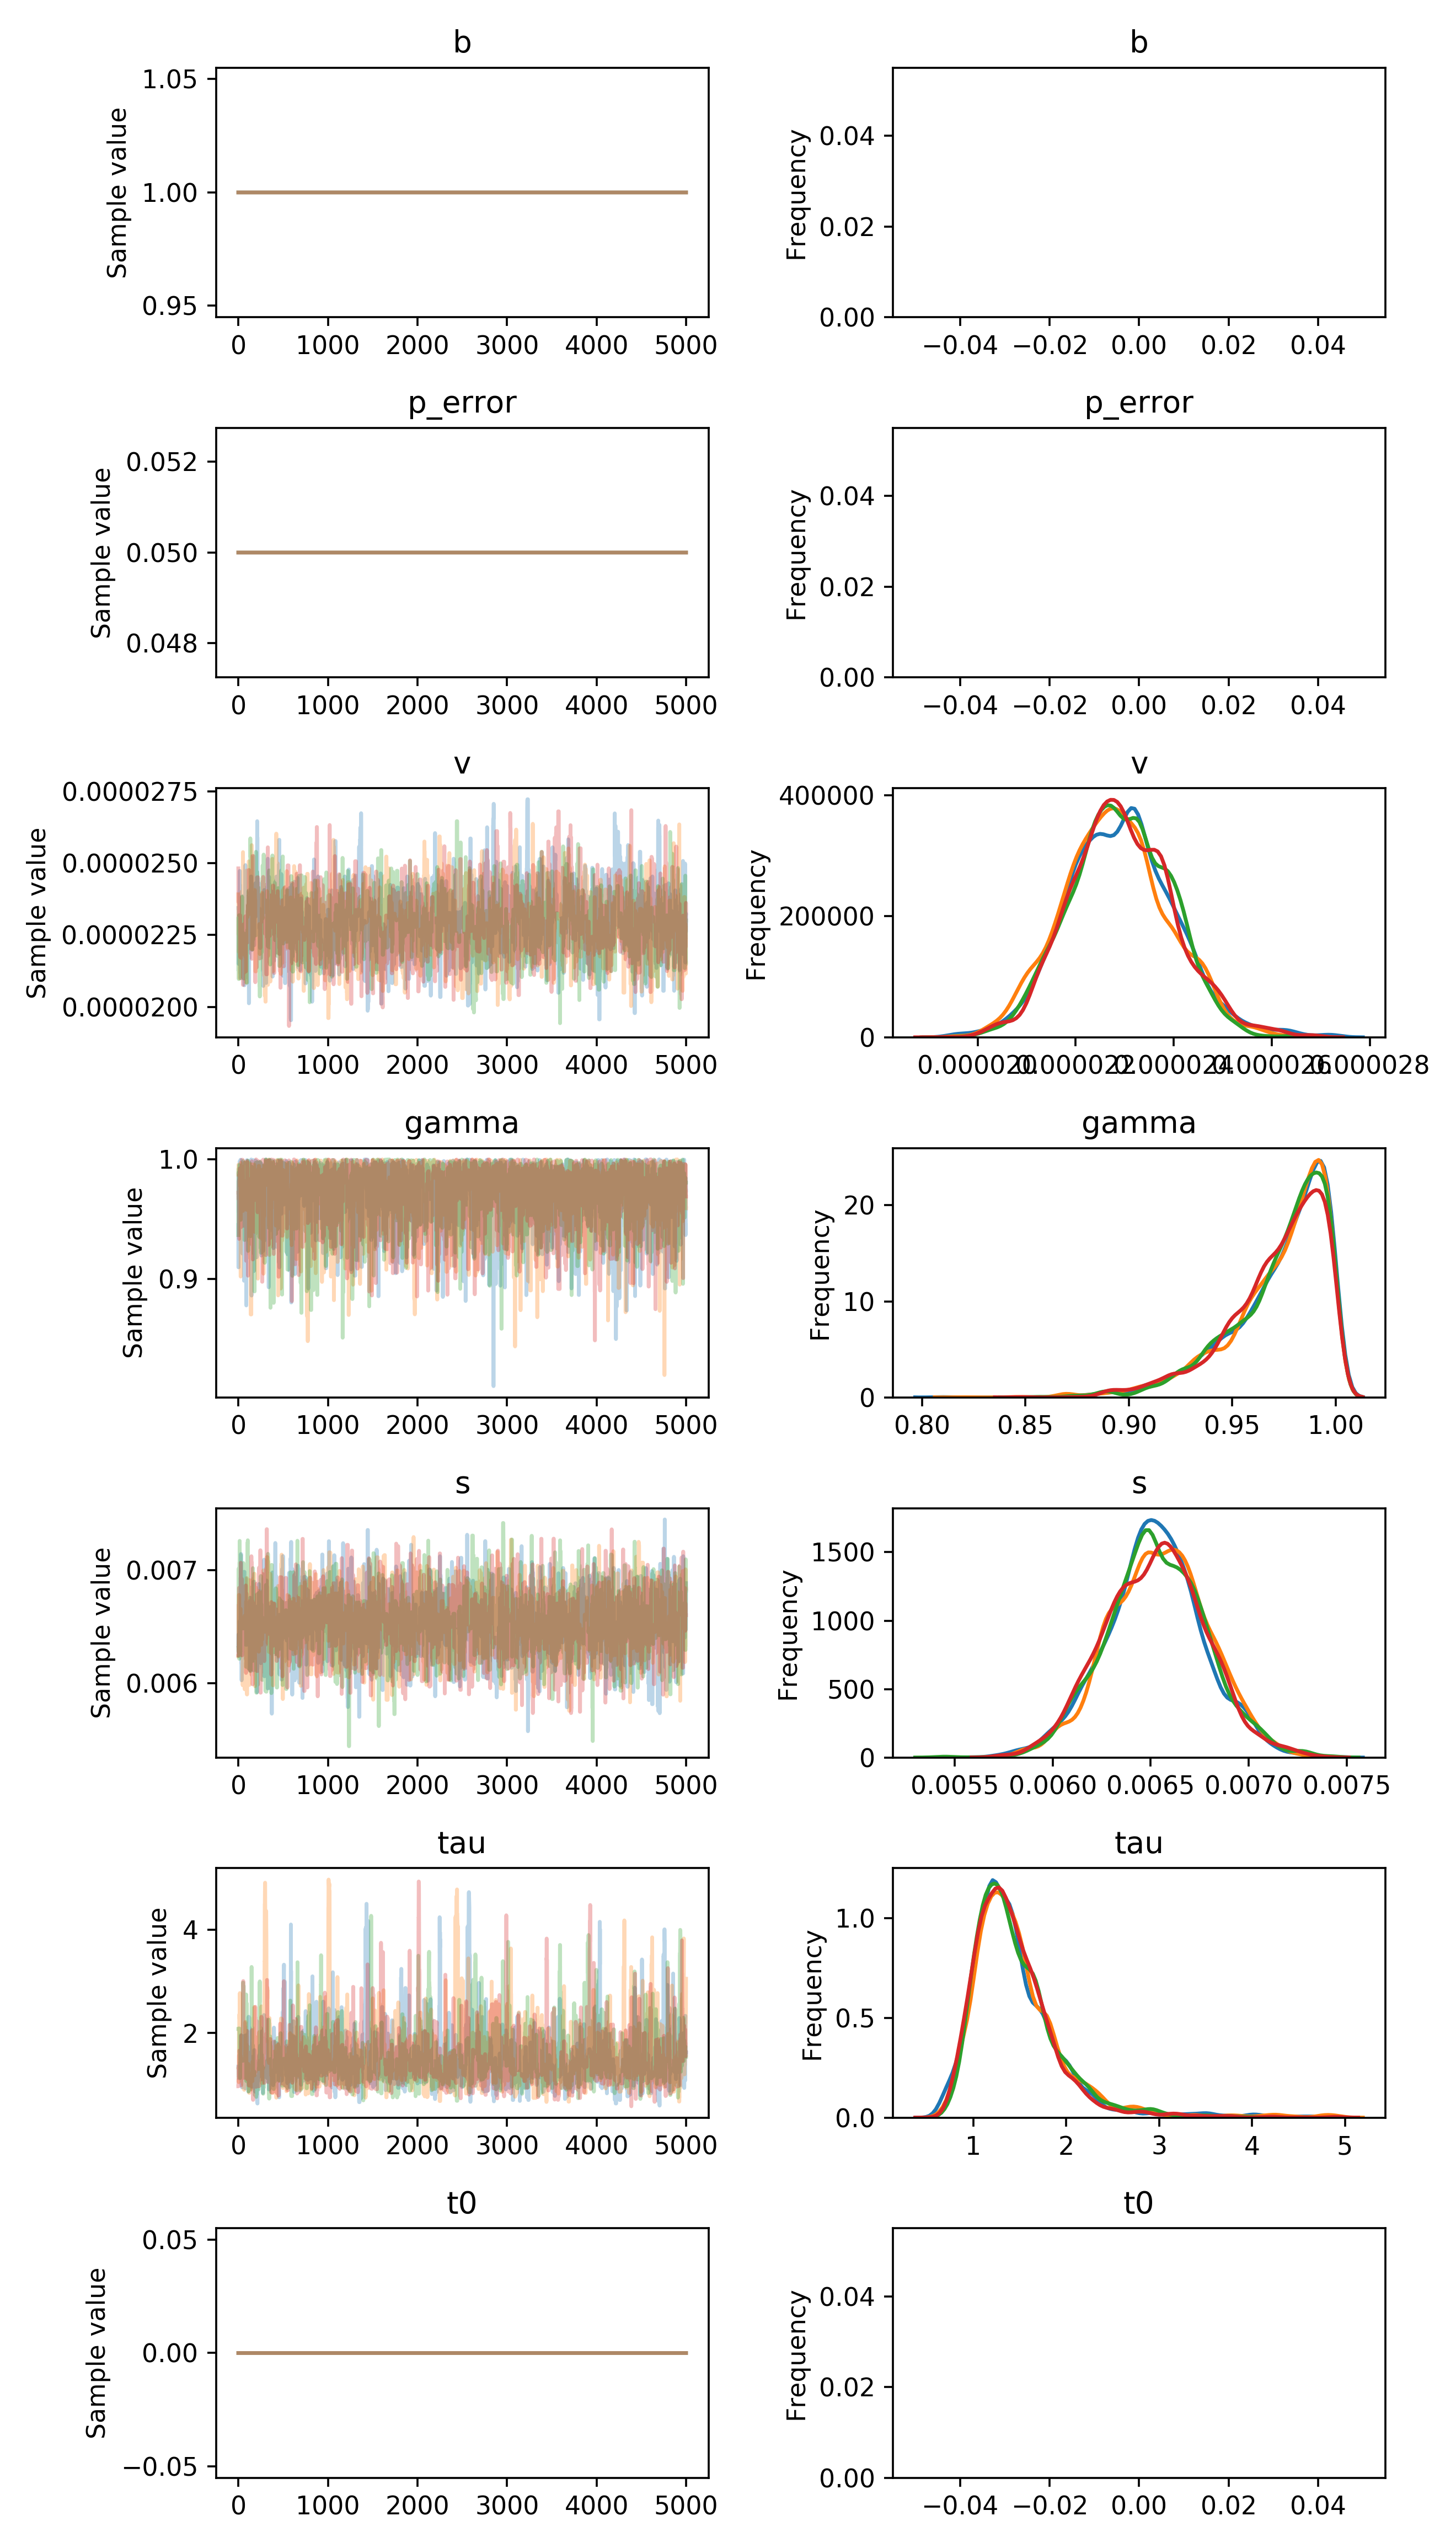 b
1.05
1.00
0.95
Sample value
0 1000 2000 3000 4000 5000
b
0.04
0.02
0.00
Frequency
−0.04 −0.02 0.00 0.02 0.04
p_error
0.052
0.050
0.048
Sample value
0 1000 2000 3000 4000 5000
p_error
0.04
0.02
0.00
Frequency
−0.04 −0.02 0.00 0.02 0.04
v
0.0000275
0.0000250
0.0000225
0.0000200
Sample value
0 1000 2000 3000 4000 5000
v
400000
200000
0
Frequency
0.000020 0.000022 0.000024 0.000026 0.000028
gamma
1.0
0.9
Sample value
0 1000 2000 3000 4000 5000
gamma
20
10
0
Frequency
0.80 0.85 0.90 0.95 1.00
s
0.007
0.006
Sample value
0 1000 2000 3000 4000 5000
s
1500
1000
500
0
Frequency
0.0055 0.0060 0.0065 0.0070 0.0075
tau
4
2
Sample value
0 1000 2000 3000 4000 5000
tau
1.0
0.5
0.0
Frequency
1 2 3 4 5
t0
0.05
0.00
−0.05
Sample value
0 1000 2000 3000 4000 5000
t0
0.04
0.02
0.00
Frequency
−0.04 −0.02 0.00 0.02 0.04